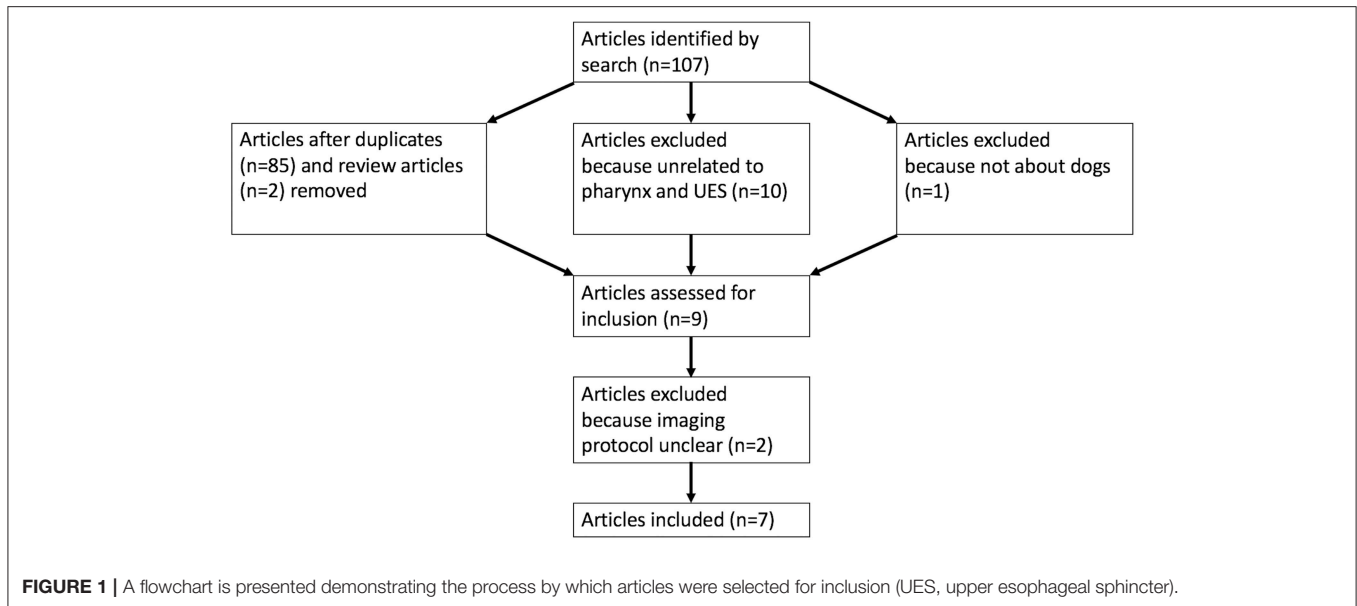 Articles identified by
search (n=107)
Articles after duplicates
(n=85) and review articles
(n=2) removed
Articles excluded
because unrelated to
pharynx and UES (n=10)
Articles excluded
because not about dogs
(n=1)
Articles assessed for
inclusion (n=9)
Articles excluded
because imaging
protocol unclear (n=2)
Articles included (n=7)
FIGURE 1 | A flowchart is presented demonstrating the process by which articles were selected for inclusion (UES, upper esophageal sphincter).